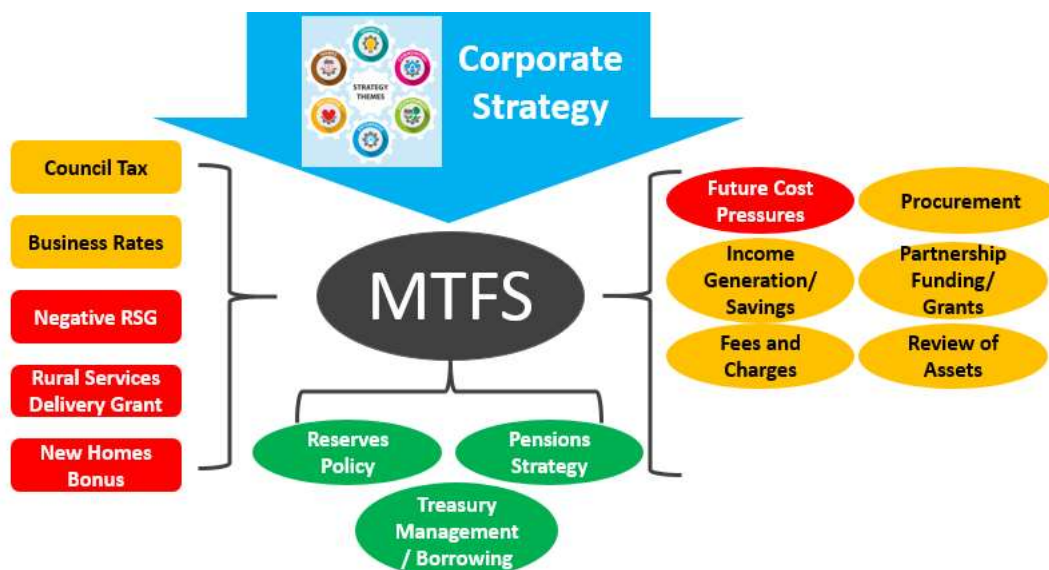 Corporate
Strategy
STRATEGY
THEMES
Council Tax
Business Rates
Negative RSG
Rural Services
Delivery Grant
New Homes
Bonus
MTFS
Future Cost
Pressures
Procurement
Income
Generation/
Savings
Partnership
Funding/
Grants
Fees and
Charges
Review of
Assets
Reserves
Policy
Pensions
Strategy
Treasury
Management
/ Borrowing